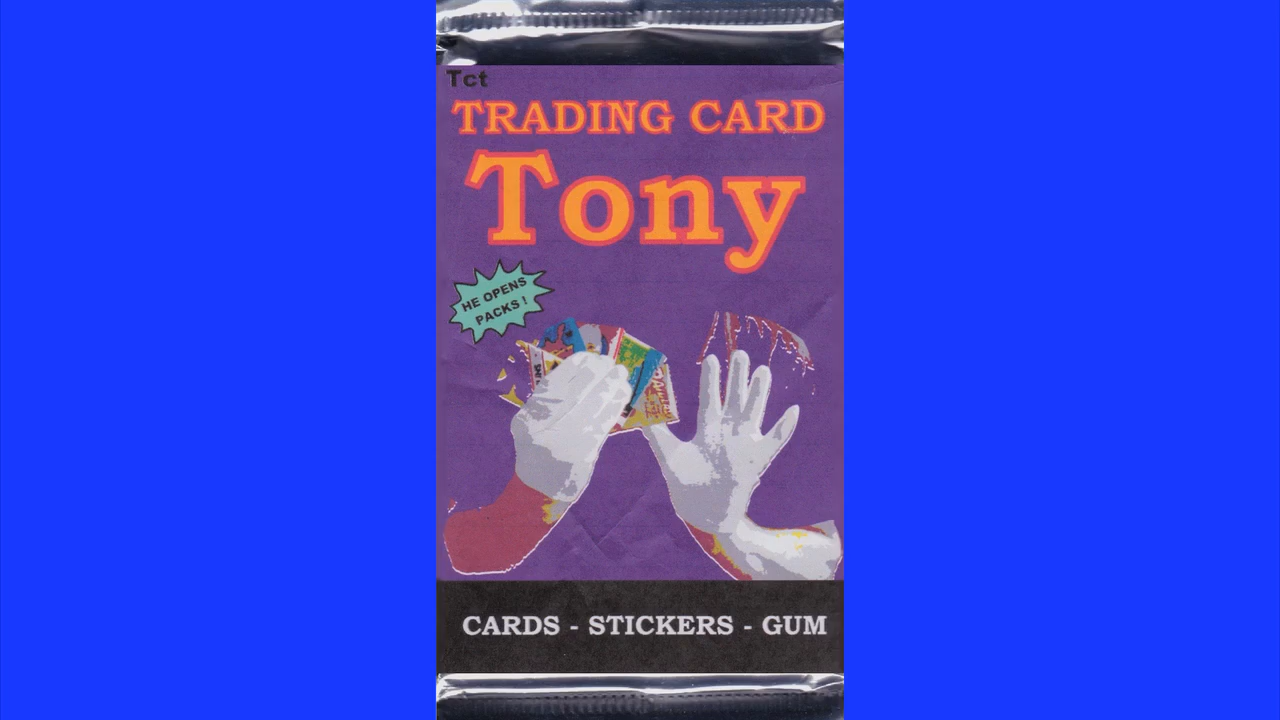 Tct
TRADING CARD
Tony
HE OPENS
PACKS !
CARDS - STICKERS - GUM